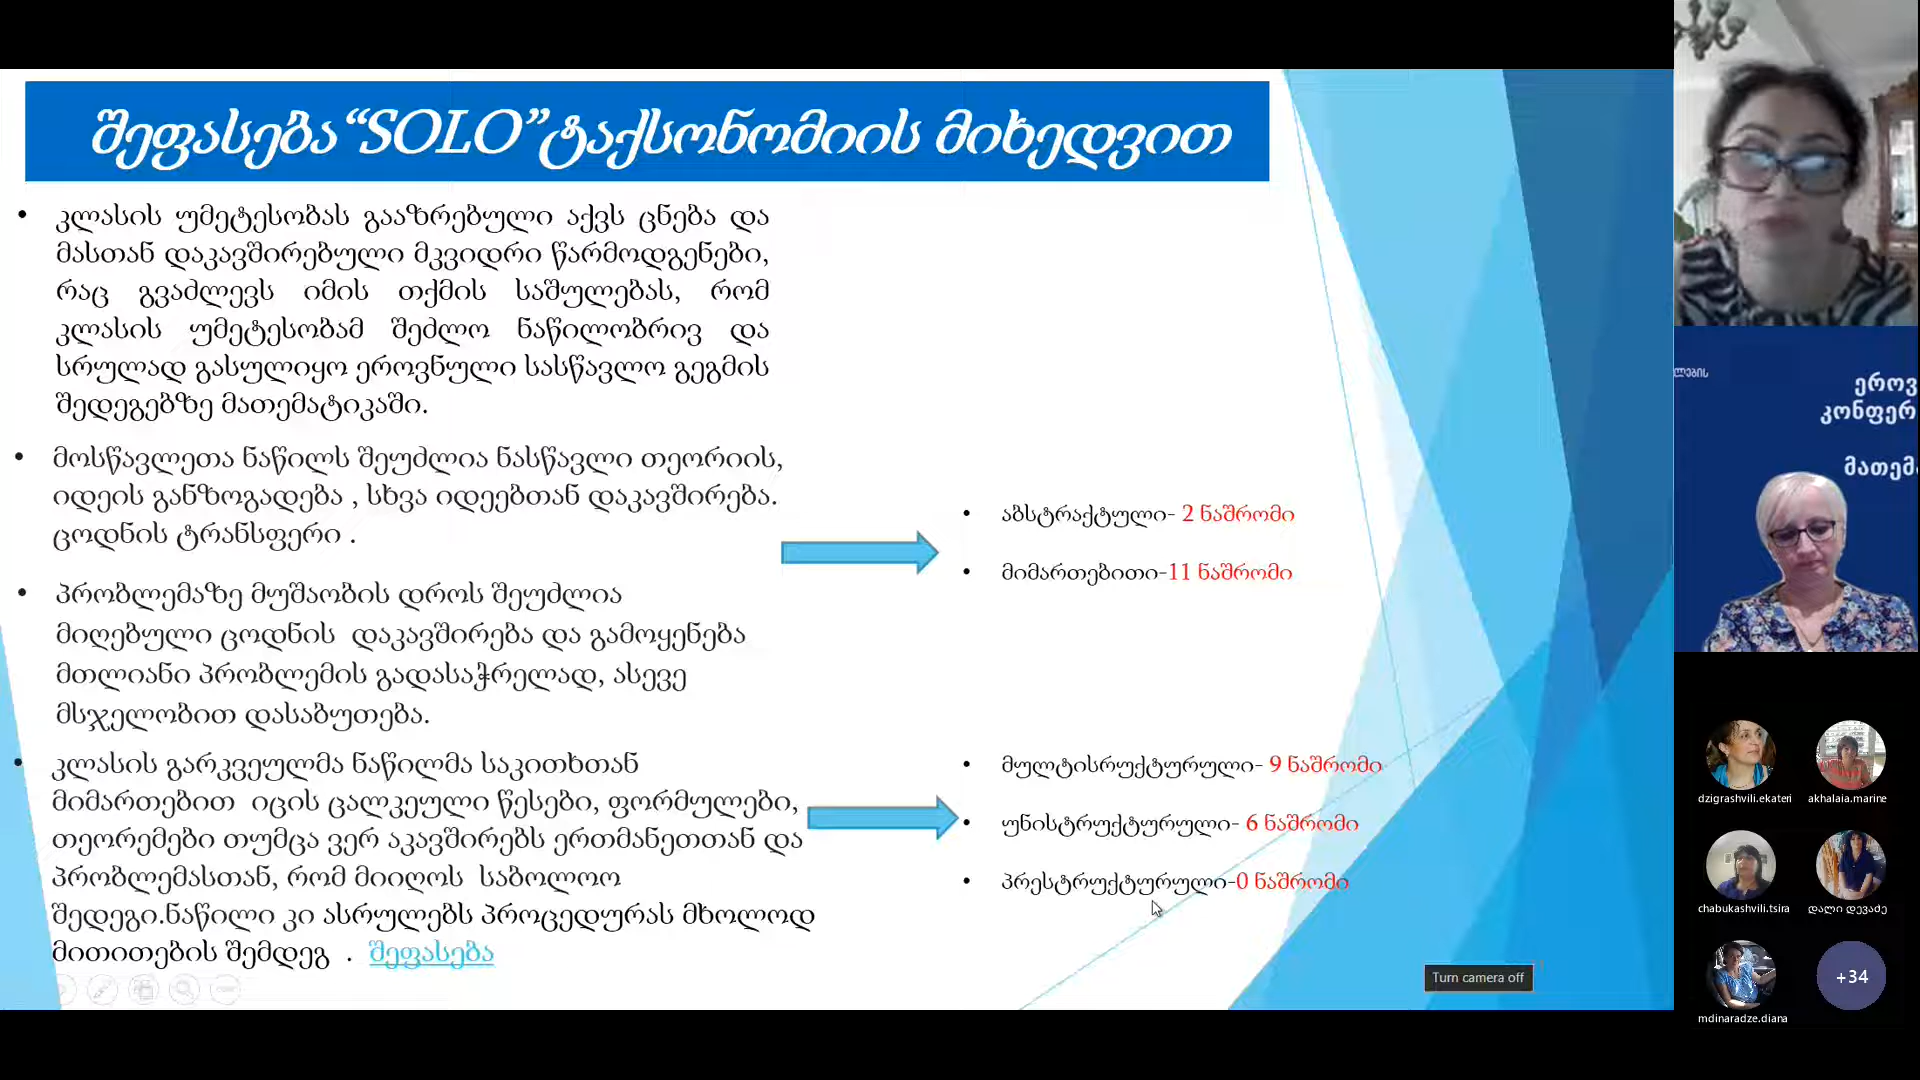 შეფასება“SOLO”ტაქსონომიის მიხედვით
• კლასის უმეტესობას გააზრებული აქვს ცნება და
მასთან დაკავშირებული მკვიდრი წარმოდგენები,
რაც გვაძლევს იმის თქმის საშულებას, რომ
კლასის უმეტესობამ შეძლო ნაწილობრივ და
სრულად გასულიყო ეროვნული სასწავლო გეგმის
შედეგებზე მათემატიკაში.
• მოსწავლეთა ნაწილს შეუძლია ნასწავლი თეორიის,
იდეის განზოგადება , სხვა იდეებთან დაკავშირება.
ცოდნის ტრანსფერი .
• პრობლემაზე მუშაობის დროს შეუძლია
მიღებული ცოდნის დაკავშირება და გამოყენება
მთლიანი პრობლემის გადასაჭრელად, ასევე
მსჯელობით დასაბუთება.
• კლასის გარკვეულმა ნაწილმა საკითხთან
მიმართებით იცის ცალკეული წესები, ფორმულები,
თეორემები თუმცა ვერ აკავშირებს ერთმანეთთან და
პრობლემასთან, რომ მიიღოს საბოლოო
შედეგი.ნაწილი კი ასრულებს პროცედურას მხოლოდ
მითითების შემდეგ . შეფასება
• აბსტრაქტული- 2 ნაშრომი
• მიმართებითი-11 ნაშრომი
• მულტისრუქტურული- 9 ნაშრომი
• უნისტრუქტურული- 6 ნაშრომი
• პრესტრუქტურული-0 ნაშრომი
Turn camera off
ლების
ეროვ
კონფერ
მათემ
dzigrashvili.ekateri
akhalaia.marine
chabukashvili.tsira
დალი დევაძე
mdinaradze.diana
+34